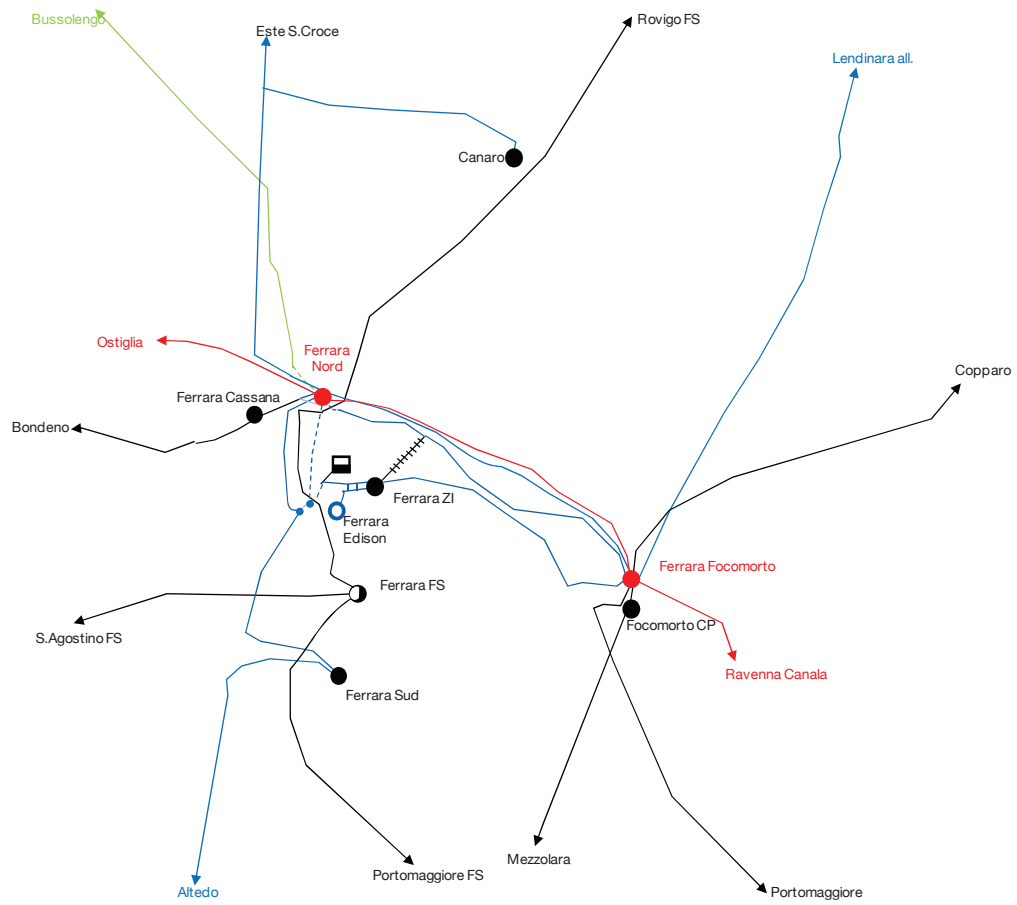 Bussolengo
Rovigo FS
Este S.Croce
Lendinara all.
Canaro
Ostiglia
Ferrara
Nord
Copparo
Ferrara Cassana
Bondeno
Ferrara ZI
Ferrara
Edison
Ferrara Focomorto
Ferrara FS
Focomorto CP
S.Agostino FS
Ravenna Canala
Ferrara Sud
Mezzolara
Portomaggiore FS
Altedo
Portomaggiore